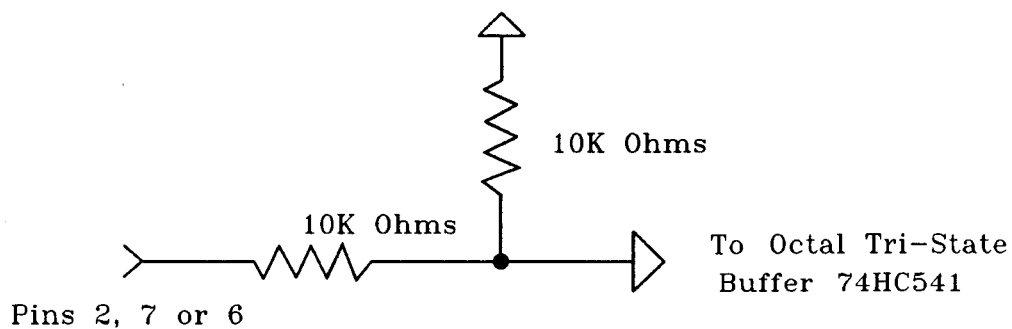 10K Ohms
10K Ohms
To Octal Tri-State
Buffer 74HC541
Pins 2, 7 or 6